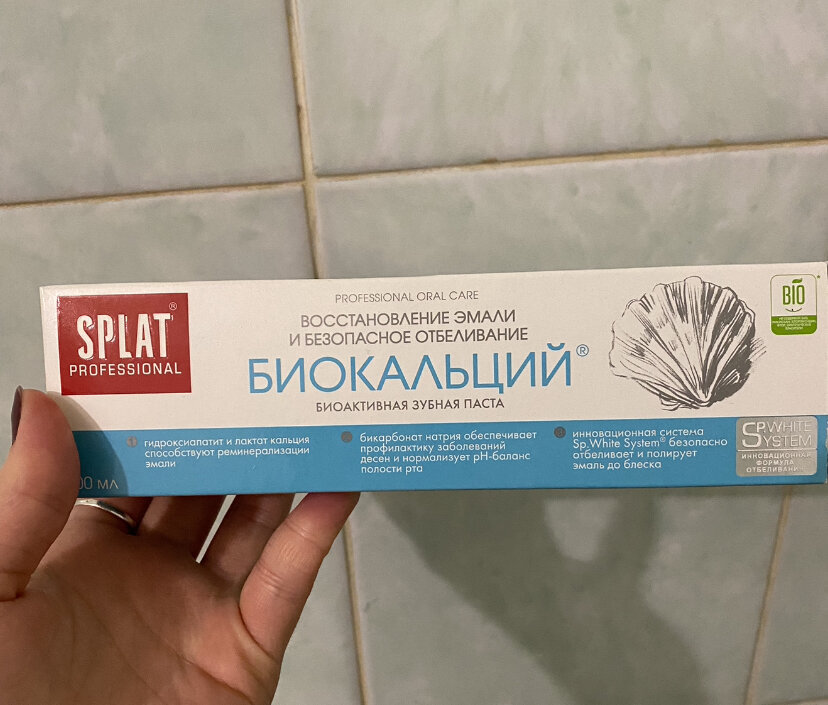 SPLAT®
PROFESSIONAL
PROFESSIONAL ORAL CARE
ВОССТАНОВЛЕНИЕ ЭМАЛИ
И БЕЗОПАСНОЕ ОТБЕЛИВАНИЕ
БИОКАЛЬЦИЙ®
БИОАКТИВНАЯ ЗУБНАЯ ПАСТА
BIO
гидроксиапатит и лактат кальция
способствуют реминерализации
эмали
бикарбонат натрия обеспечивает
профилактику заболеваний
десен и нормализует pH-баланс
полости рта
инновационная система
Sp.White System® безопасно
отбеливает и полирует
эмаль до блеска
SP.WHITE
SYSTEM
ИННОВАЦИОННАЯ
ФОРМУЛА
ОТБЕЛИВАНИЯ
00 МЛ